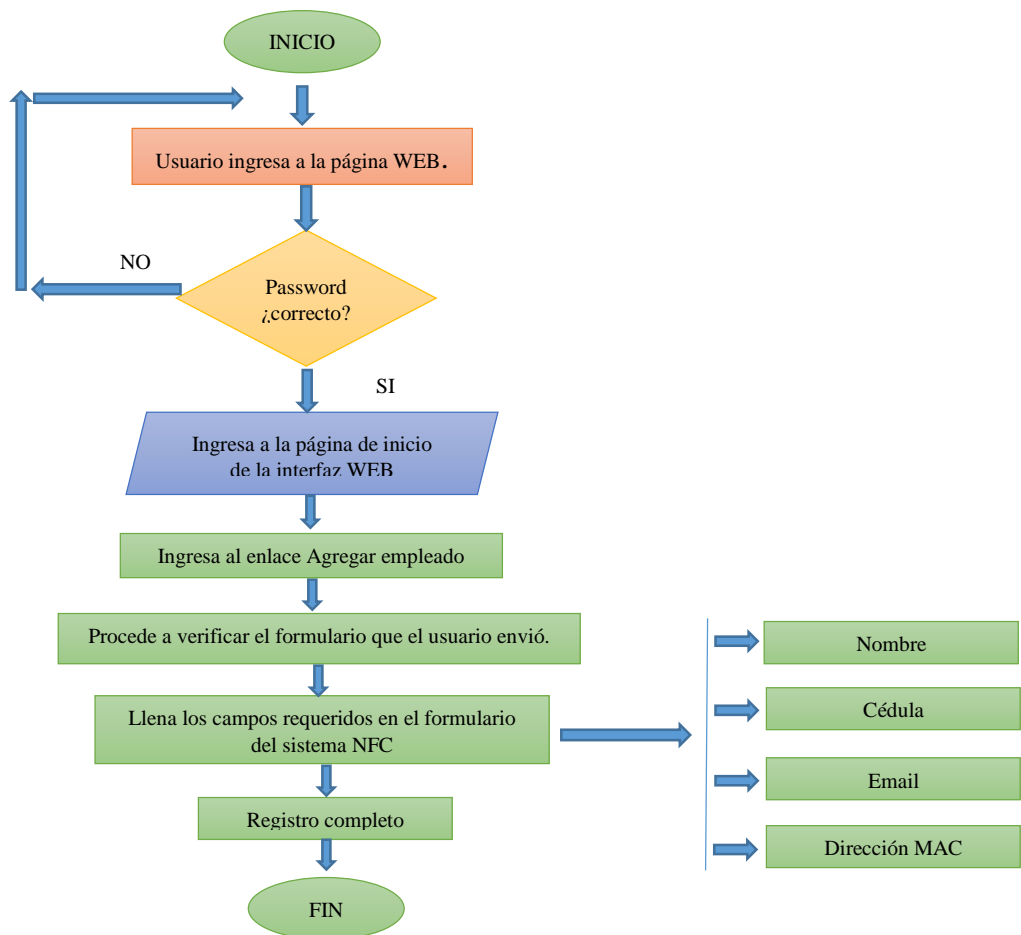 INICIO
Usuario ingresa a la página WEB.
NO
Password
¿correcto?
SI
Ingresa a la página de inicio
de la interfaz WEB
Ingresa al enlace Agregar empleado
Procede a verificar el formulario que el usuario envió.
Llena los campos requeridos en el formulario
del sistema NFC
Nombre
Cédula
Email
Dirección MAC
Registro completo
FIN